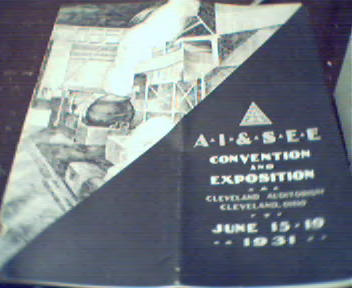 A·I·&·S·E·E
CONVENTION
AND
EXPOSITION
CLEVELAND AUDITORIUM
CLEVELAND, OHIO
JUNE 15-19
1931